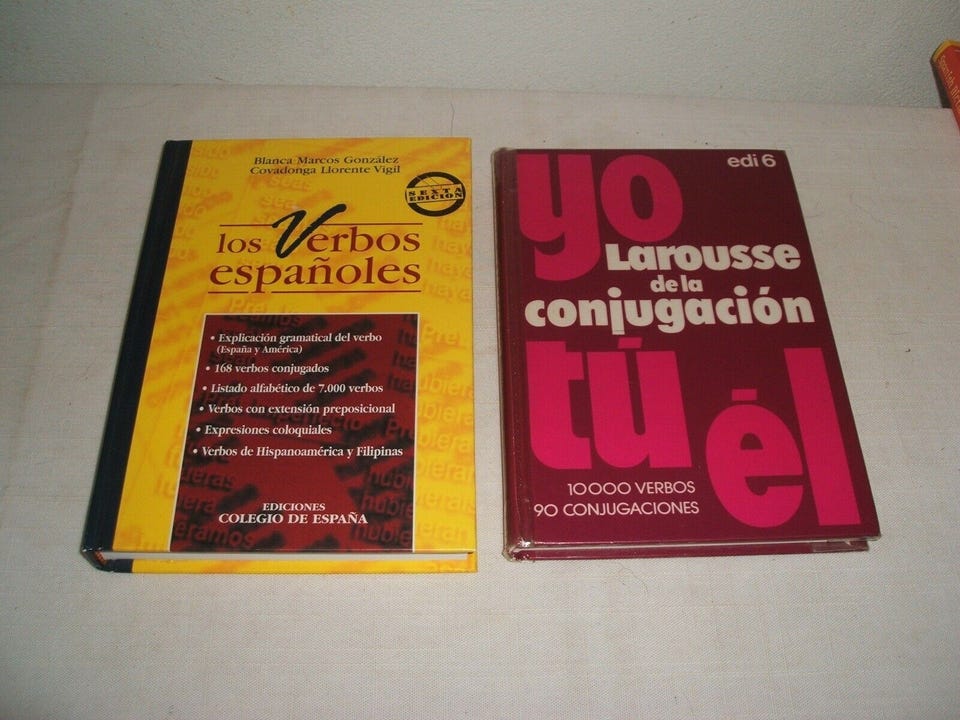 Blanca Marcos González
Covadonga Llorente Vigil
SEXTA
EDICION
los Verbos
españoles
• Explicación gramatical del verbo
(España y América)
• 168 verbos conjugados
• Listado alfabético de 7.000 verbos
• Verbos con extensión preposicional
• Expresiones coloquiales
• Verbos de Hispanoamérica y Filipinas
EDICIONES
COLEGIO DE ESPAÑA
edi 6
yo
Larousse
de la
conjugación
tú
él
10000 VERBOS
90 CONJUGACIONES
Spanish